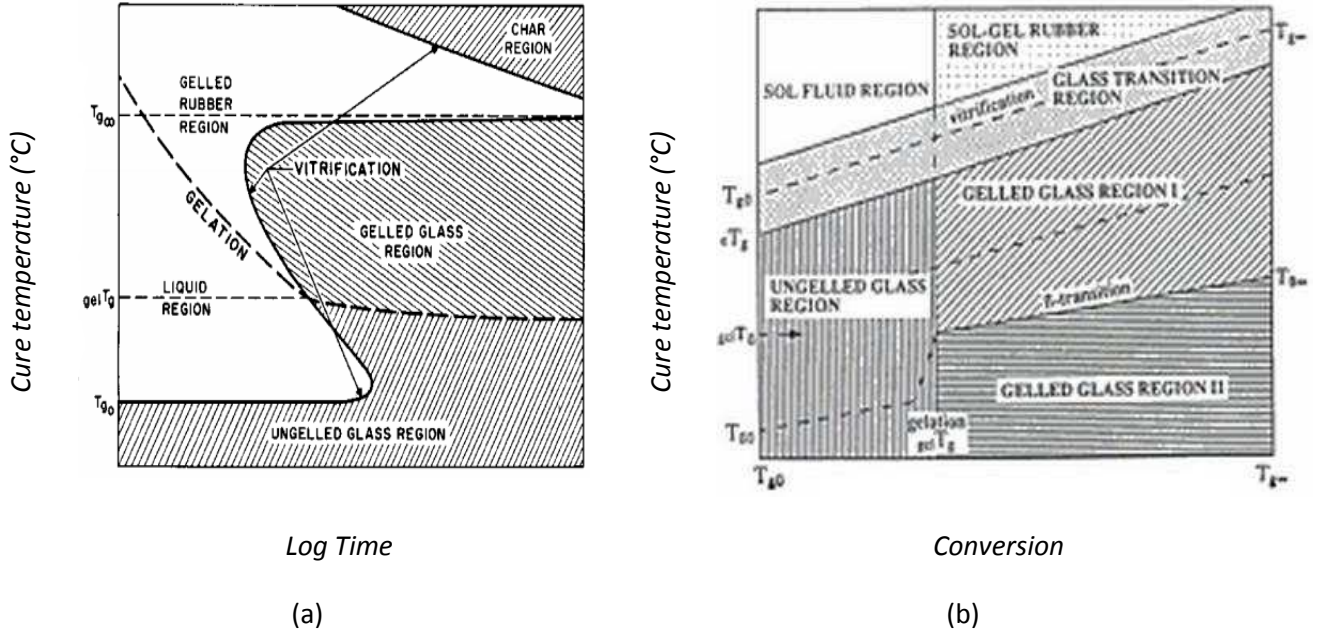 Cure temperature (°C)
CHAR
REGION
GELLED
RUBBER
REGION
Tg∞
VITRIFICATION
GELATION
GELLED GLASS
REGION
LIQUID
REGION
gelTg
Tg0
UNGELLED GLASS REGION
Log Time
(a)
Cure temperature (°C)
SOL-GEL RUBBER
REGION
Tg∞
SOL FLUID REGION
vitrification
GLASS TRANSITION
REGION
Tg0
eTg
GELLED GLASS REGION I
UNGELLED GLASS
REGION
-transition
GELLED GLASS REGION II
gelation
gelTg
Tg0
Tg∞
Conversion
(b)